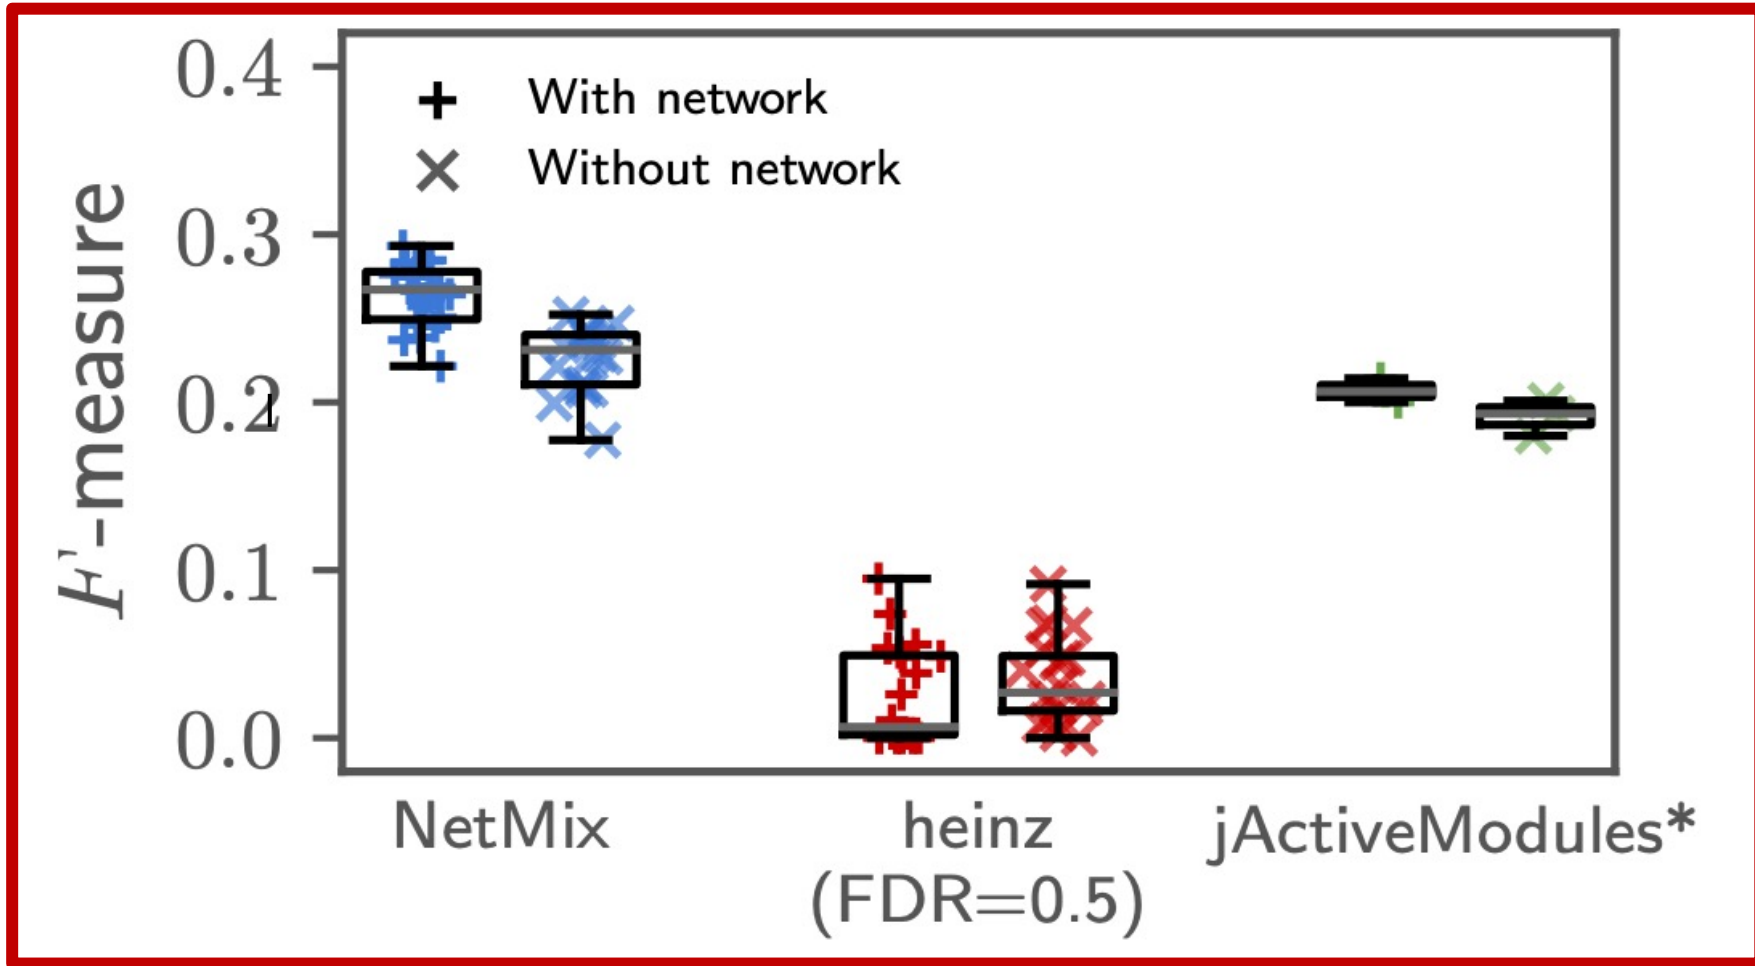 0.4
With network
Without network
0.3
0.2
0.1
0.0
F-measure
NetMix
heinz
(FDR=0.5)
jActiveModules*